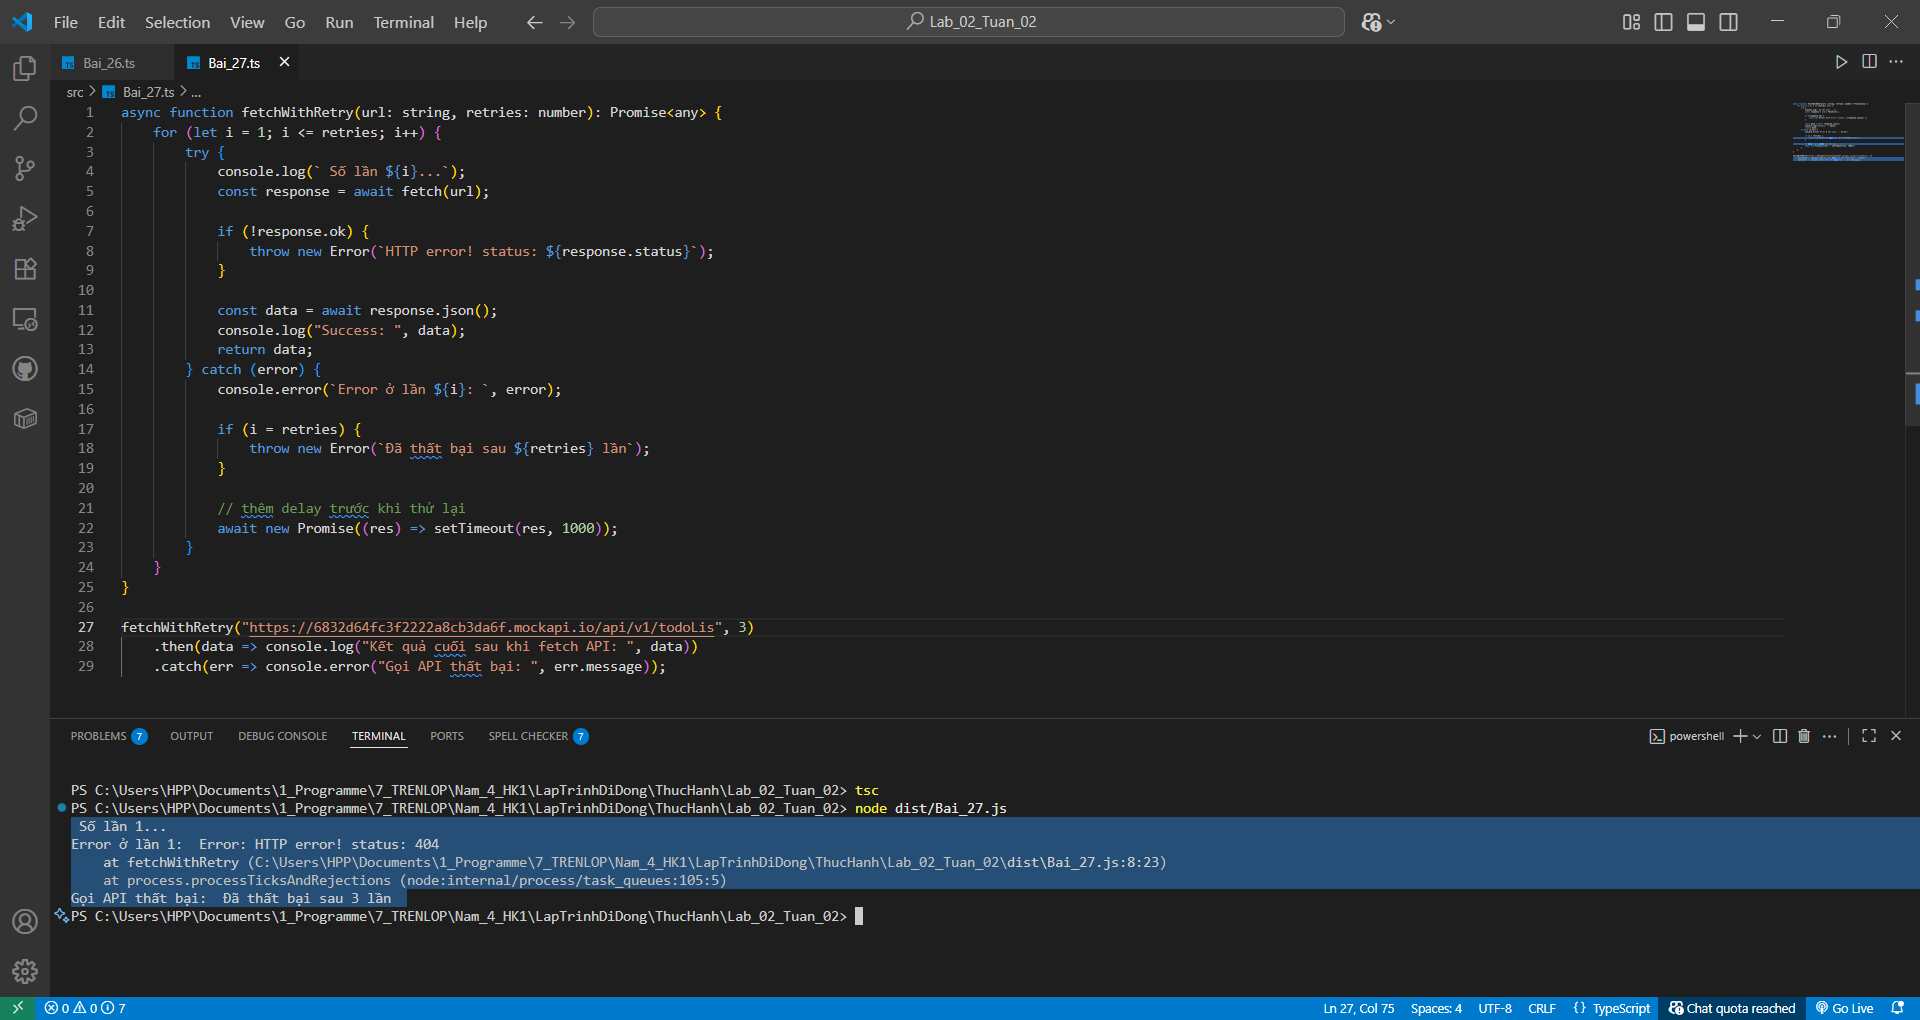 File Edit Selection View Go Run Terminal Help
Lab_02_Tuan_02
Bai_26.ts
Bai_27.ts
src > Bai_27.ts > ...
1 async function fetchWithRetry(url: string, retries: number): Promise<any> {
2 for (let i = 1; i <= retries; i++) {
3 try {
4 console.log(` Số lần ${i}...`);
5 const response = await fetch(url);
6
7 if (!response.ok) {
8 throw new Error(`HTTP error! status: ${response.status}`);
9 }
10
11 const data = await response.json();
12 console.log("Success: ", data);
13 return data;
14 } catch (error) {
15 console.error(`Error ở lần ${i}: `, error);
16
17 if (i = retries) {
18 throw new Error(`Đã thất bại sau ${retries} lần`);
19 }
20
21 // thêm delay trước khi thử lại
22 await new Promise((res) => setTimeout(res, 1000));
23 }
24 }
25 }
26
27 fetchWithRetry("https://6832d64fc3f2222a8cb3da6f.mockapi.io/api/v1/todoLis", 3)
28 .then(data => console.log("Kết quả cuối sau khi fetch API: ", data))
29 .catch(err => console.error("Gọi API thất bại: ", err.message));
PROBLEMS 7 OUTPUT DEBUG CONSOLE TERMINAL PORTS SPELL CHECKER 7
powershell
PS C:\Users\HPP\Documents\1_Programme\7_TRENLOP\Nam_4_HK1\LapTrinhDiDong\ThucHanh\Lab_02_Tuan_02> tsc
PS C:\Users\HPP\Documents\1_Programme\7_TRENLOP\Nam_4_HK1\LapTrinhDiDong\ThucHanh\Lab_02_Tuan_02> node dist/Bai_27.js
Số lần 1...
Error ở lần 1:  Error: HTTP error! status: 404
at fetchWithRetry (C:\Users\HPP\Documents\1_Programme\7_TRENLOP\Nam_4_HK1\LapTrinhDiDong\ThucHanh\Lab_02_Tuan_02\dist\Bai_27.js:8:23)
at process.processTicksAndRejections (node:internal/process/task_queues:105:5)
Gọi API thất bại:  Đã thất bại sau 3 lần
PS C:\Users\HPP\Documents\1_Programme\7_TRENLOP\Nam_4_HK1\LapTrinhDiDong\ThucHanh\Lab_02_Tuan_02>
0 0 7
Ln 27, Col 75 Spaces: 4 UTF-8 CRLF {} TypeScript Chat quota reached Go Live